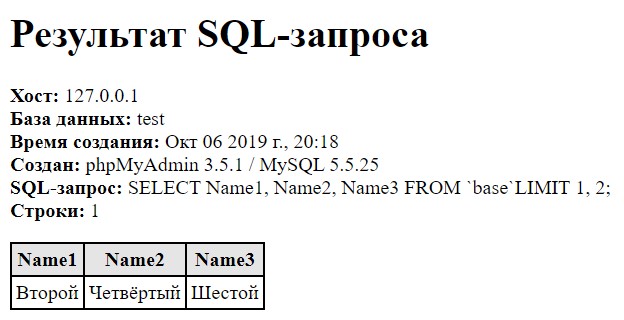 Результат SQL-запроса
Хост: 127.0.0.1
База данных: test
Время создания: Окт 06 2019 г., 20:18
Создан: phpMyAdmin 3.5.1 / MySQL 5.5.25
SQL-запрос: SELECT Name1, Name2, Name3 FROM `base`LIMIT 1, 2;
Строки: 1
Name1 Name2 Name3
Второй Четвёртый Шестой